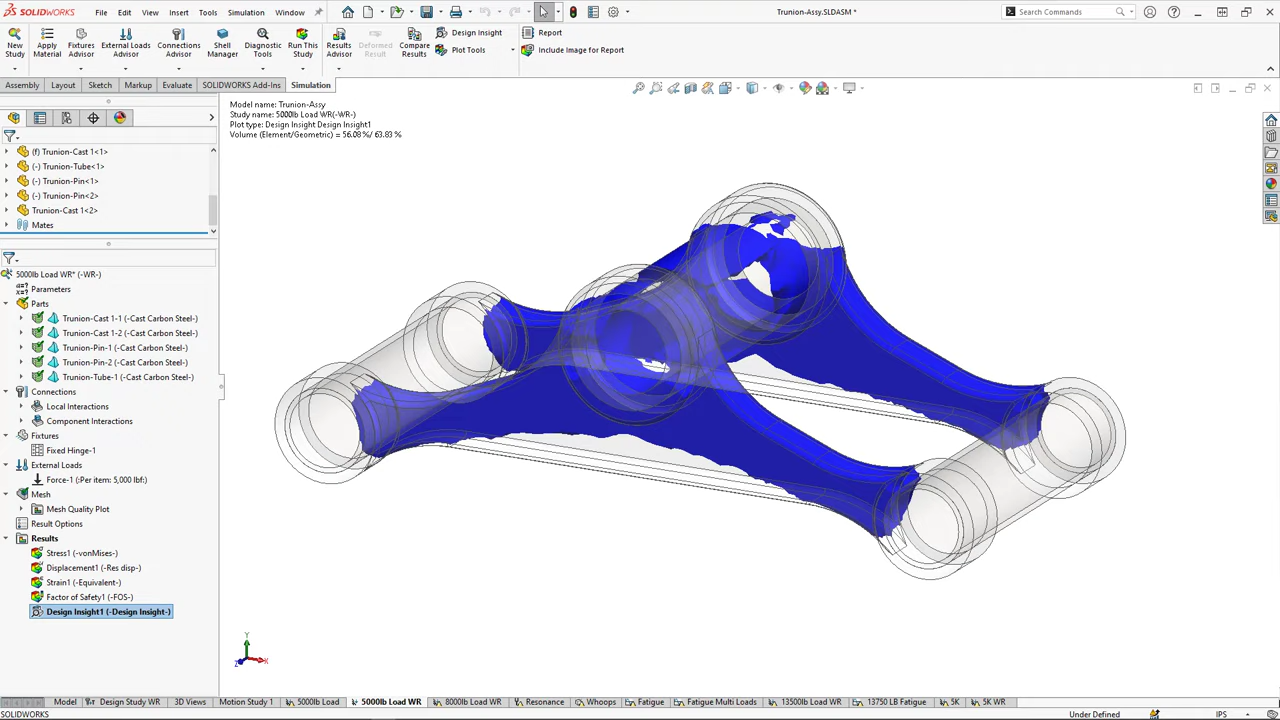 SOLIDWORKS File Edit View Insert Tools Simulation Window Trunion-Assy.SLDASM * Search Commands
New Study
Apply Material
Fixtures Advisor
External Loads Advisor
Connections Advisor
Shell Manager
Diagnostic Tools
Run This Study
Results Advisor
Deformed Result
Compare Results
Design Insight
Plot Tools
Report
Include Image for Report
Assembly Layout Sketch Markup Evaluate SOLIDWORKS Add-Ins Simulation
Model name: Trunion-Assy
Study name: 5000lb Load WR(-WR-)
Plot type: Design Insight Design Insight1
Volume (Element/Geometric) = 56.08 %/ 63.83 %
(f) Trunion-Cast 1<1>
(-) Trunion-Tube<1>
(-) Trunion-Pin<1>
(-) Trunion-Pin<2>
Trunion-Cast 1<2>
Mates
5000lb Load WR* (-WR-)
Parameters
Parts
Trunion-Cast 1-1 (-Cast Carbon Steel-)
Trunion-Cast 1-2 (-Cast Carbon Steel-)
Trunion-Pin-1 (-Cast Carbon Steel-)
Trunion-Pin-2 (-Cast Carbon Steel-)
Trunion-Tube-1 (-Cast Carbon Steel-)
Connections
Local Interactions
Component Interactions
Fixtures
Fixed Hinge-1
External Loads
Force-1 (:Per item: 5,000 lbf:)
Mesh
Mesh Quality Plot
Result Options
Results
Stress1 (-vonMises-)
Displacement1 (-Res disp-)
Strain1 (-Equivalent-)
Factor of Safety1 (-FOS-)
Design Insight1 (-Design Insight-)
Y
Z X
Model Design Study WR 3D Views Motion Study 1 5000lb Load 5000lb Load WR 8000lb Load WR Resonance Whoops Fatigue Fatigue Multi Loads 13500lb Load WR 13750 LB Fatigue 5K 5K WR
SOLIDWORKS Under Defined IPS